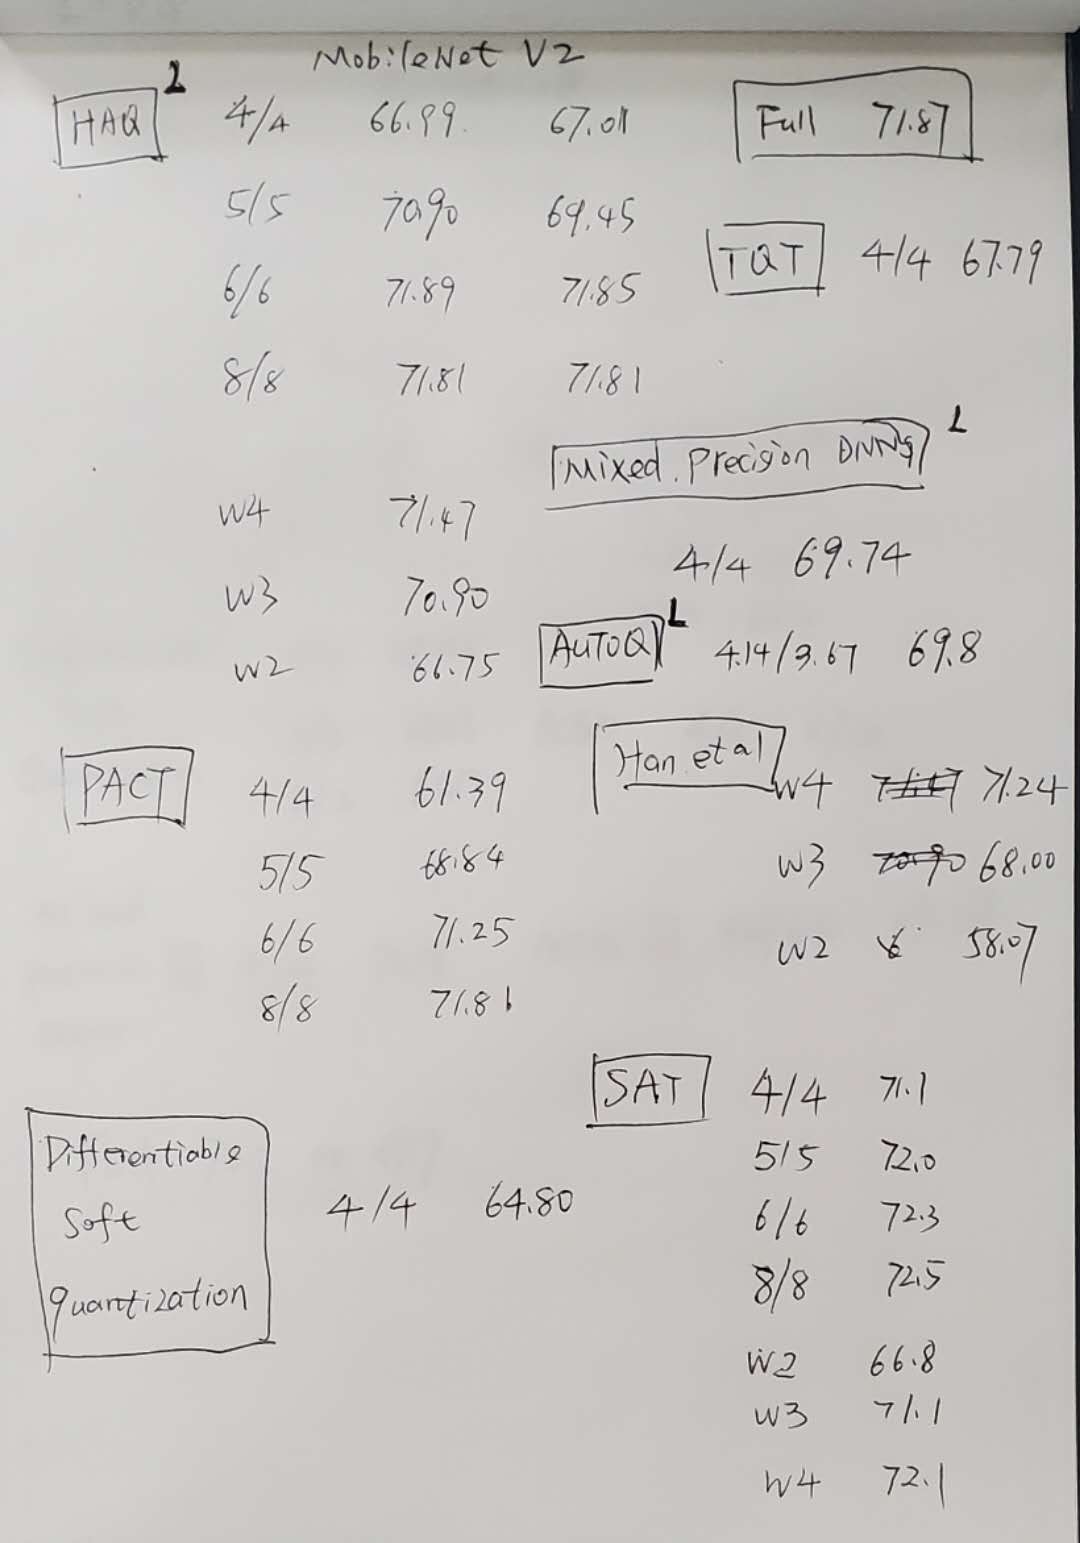 MobileNet V2
HAQ L 4/4 66.99 67.01
5/5 70.90 69.45
6/6 71.89 71.85
8/8 71.81 71.81
W4 71.47
W3 70.90
W2 66.75
Full 71.87
TQT 4/4 67.79
Mixed. Precision DNNs L
4/4 69.74
AUTOQ L 4.14/3.67 69.8
PACT 4/4 61.39
5/5 68.84
6/6 71.25
8/8 71.81
Han et al
W4 71.47 71.24
W3 70.90 68.00
W2 6 58.07
Differentiable
Soft
quantization
4/4 64.80
SAT 4/4 71.1
5/5 72.0
6/6 72.3
8/8 72.5
W2 66.8
W3 71.1
W4 72.1